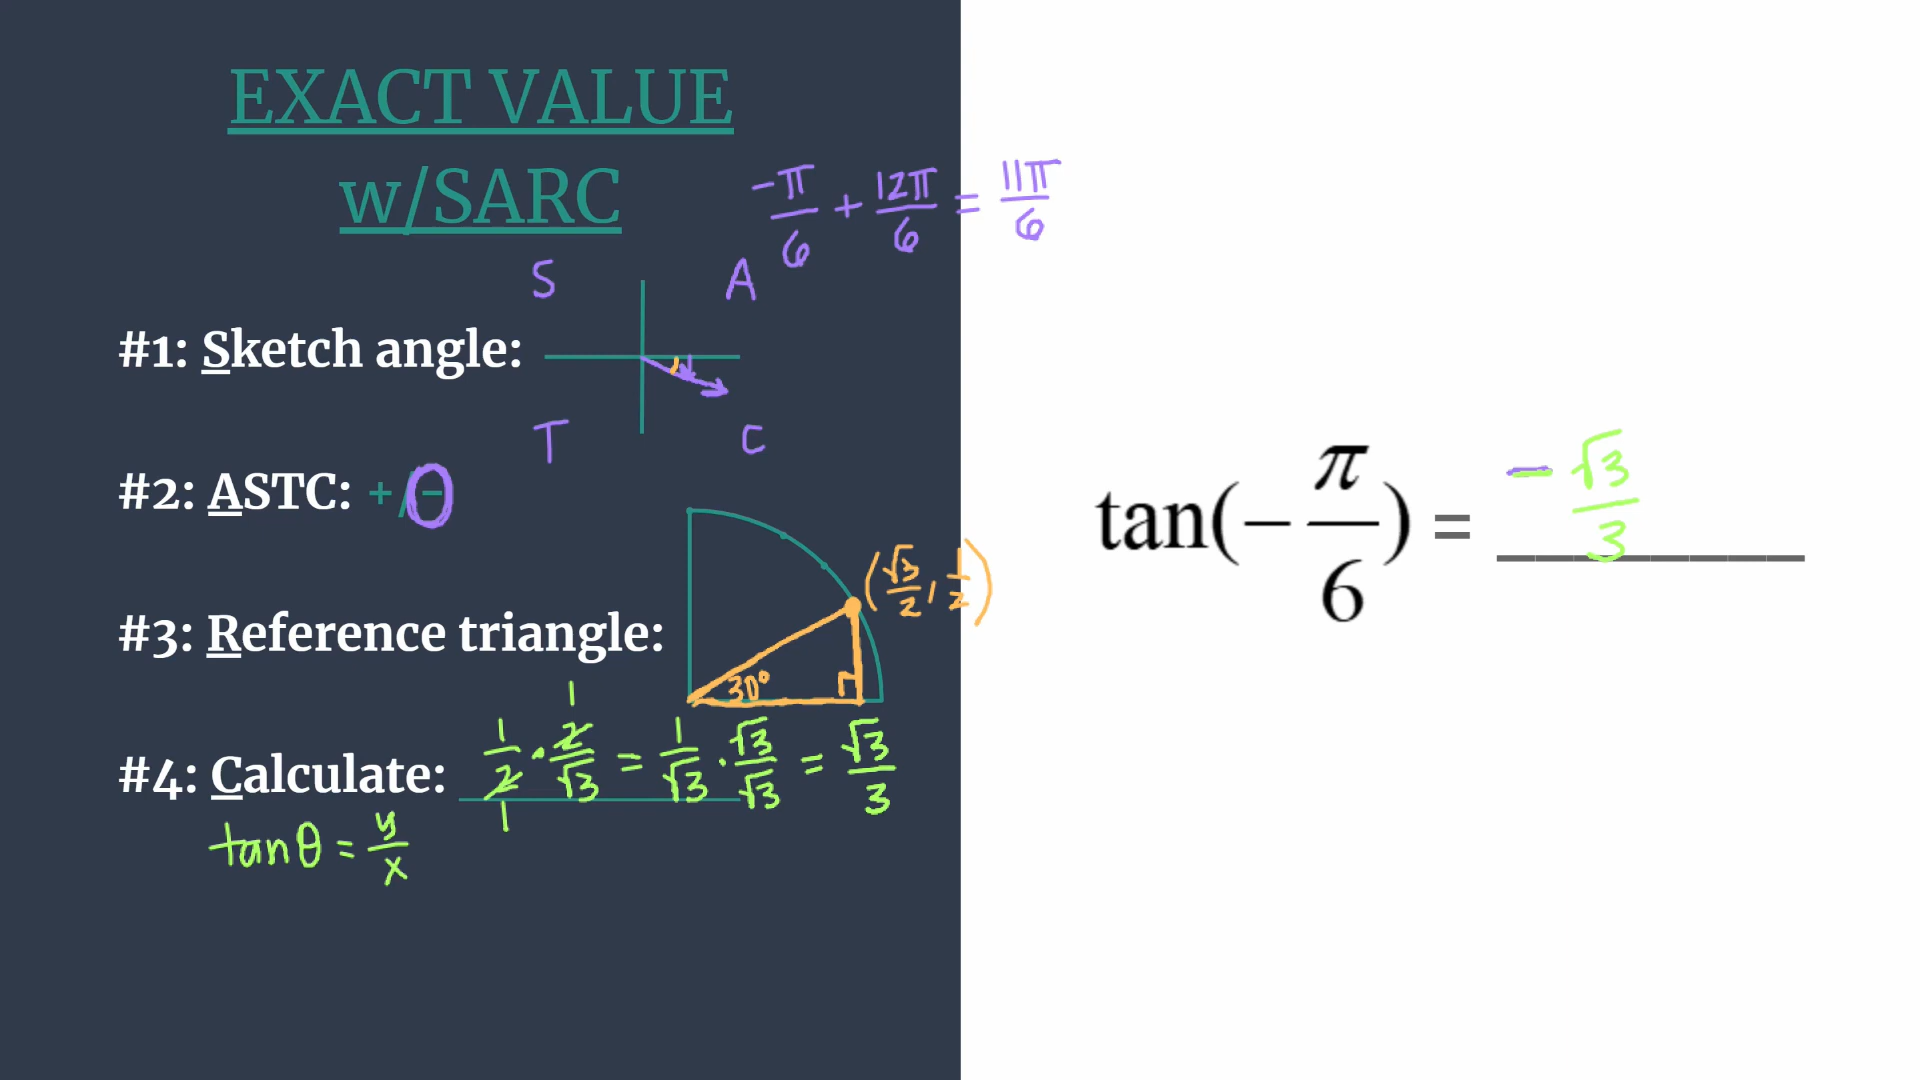 EXACT VALUE
w/SARC
-π/6 + 12π/6 = 11π/6
S A
#1: Sketch angle:
T C
#2: ASTC: +/-
(√3/2, 1/2)
#3: Reference triangle:
30°
#4: Calculate: 1/2 · 2/√3 = 1/√3 · √3/√3 = √3/3
1
1
tanθ = y/x
tan(-π/6) = -√3/3